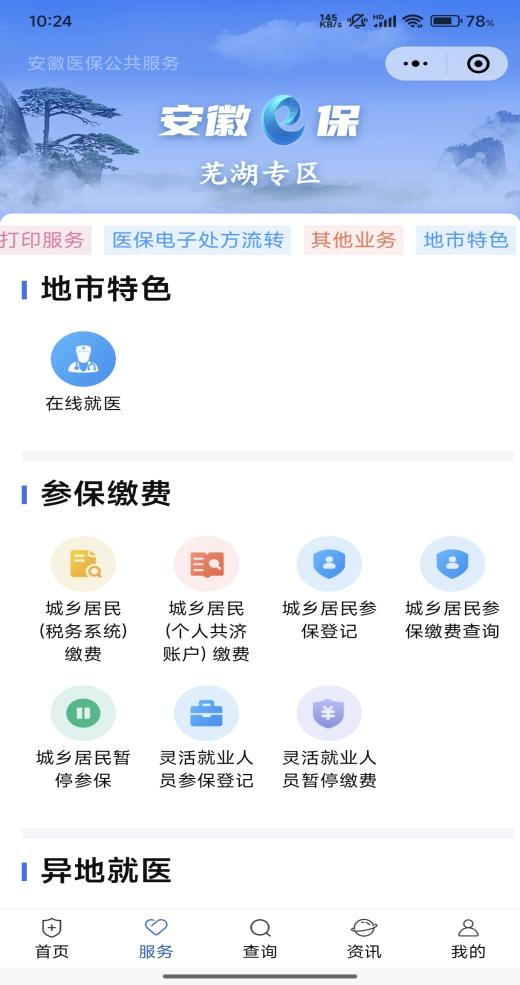 10:24
145 KB/s HD 78%
安徽医保公共服务
安徽e保
芜湖专区
打印服务 医保电子处方流转 其他业务 地市特色
地市特色
在线就医
参保缴费
城乡居民
(税务系统)
缴费
城乡居民
(个人共济
账户) 缴费
城乡居民参
保登记
城乡居民参
保缴费查询
城乡居民暂
停参保
灵活就业人
员参保登记
灵活就业人
员暂停缴费
异地就医
首页 服务 查询 资讯 我的